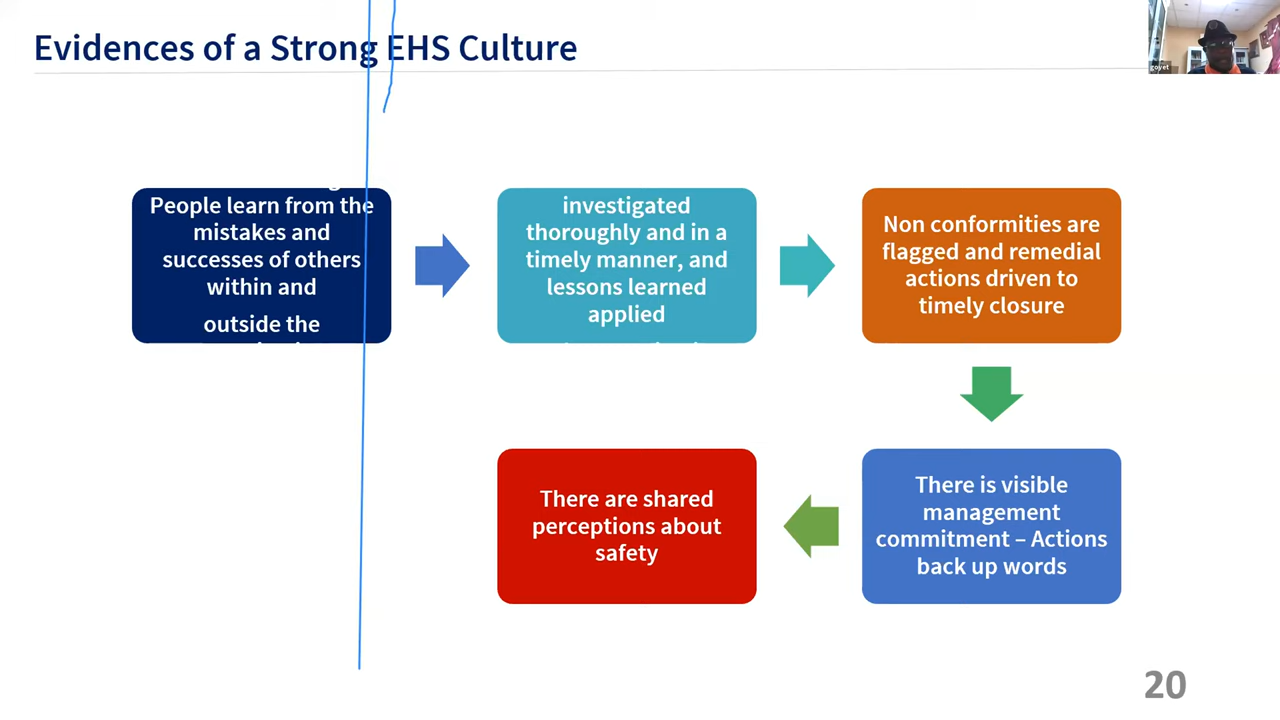 Evidences of a Strong EHS Culture
goyet
People learn from the
mistakes and
successes of others
within and
outside the
investigated
thoroughly and in a
timely manner, and
lessons learned
applied
Non conformities are
flagged and remedial
actions driven to
timely closure
There is visible
management
commitment – Actions
back up words
There are shared
perceptions about
safety
20